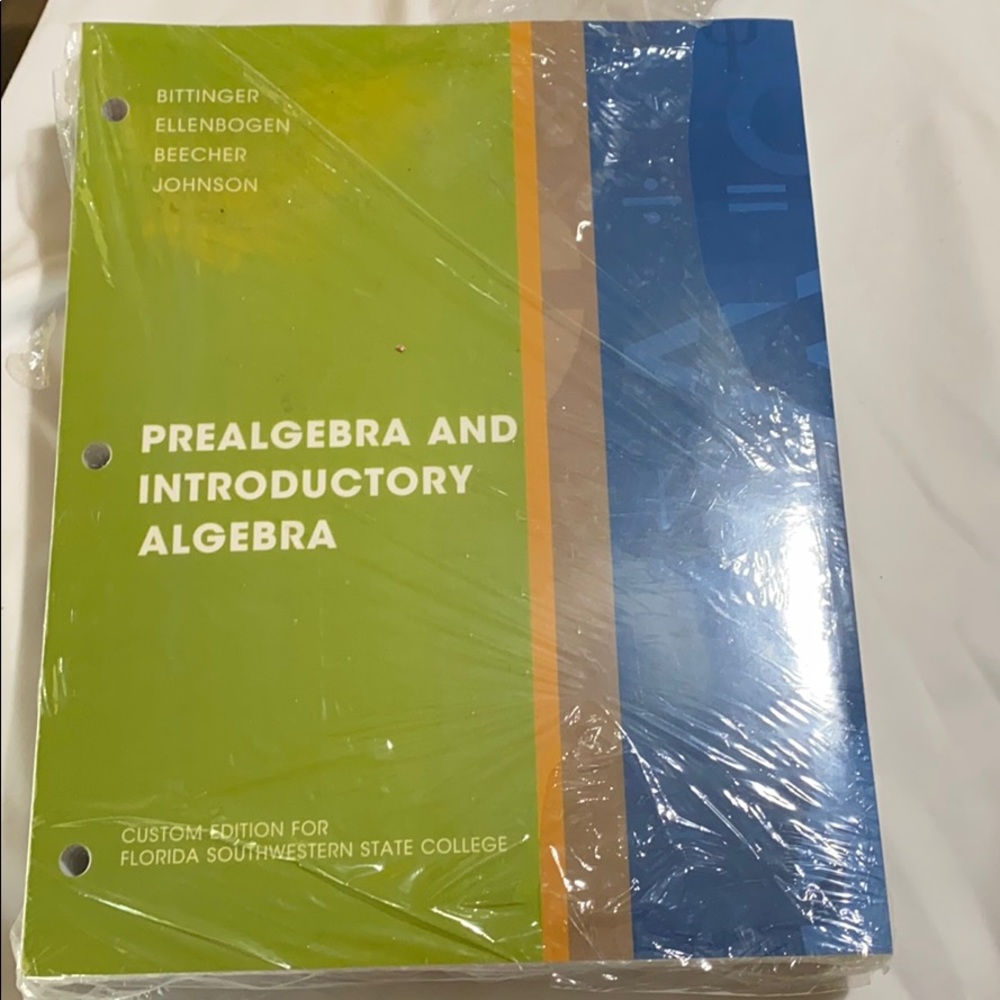 BITTINGER
ELLENBOGEN
BEECHER
JOHNSON
PREALGEBRA AND
INTRODUCTORY
ALGEBRA
CUSTOM EDITION FOR
FLORIDA SOUTHWESTERN STATE COLLEGE